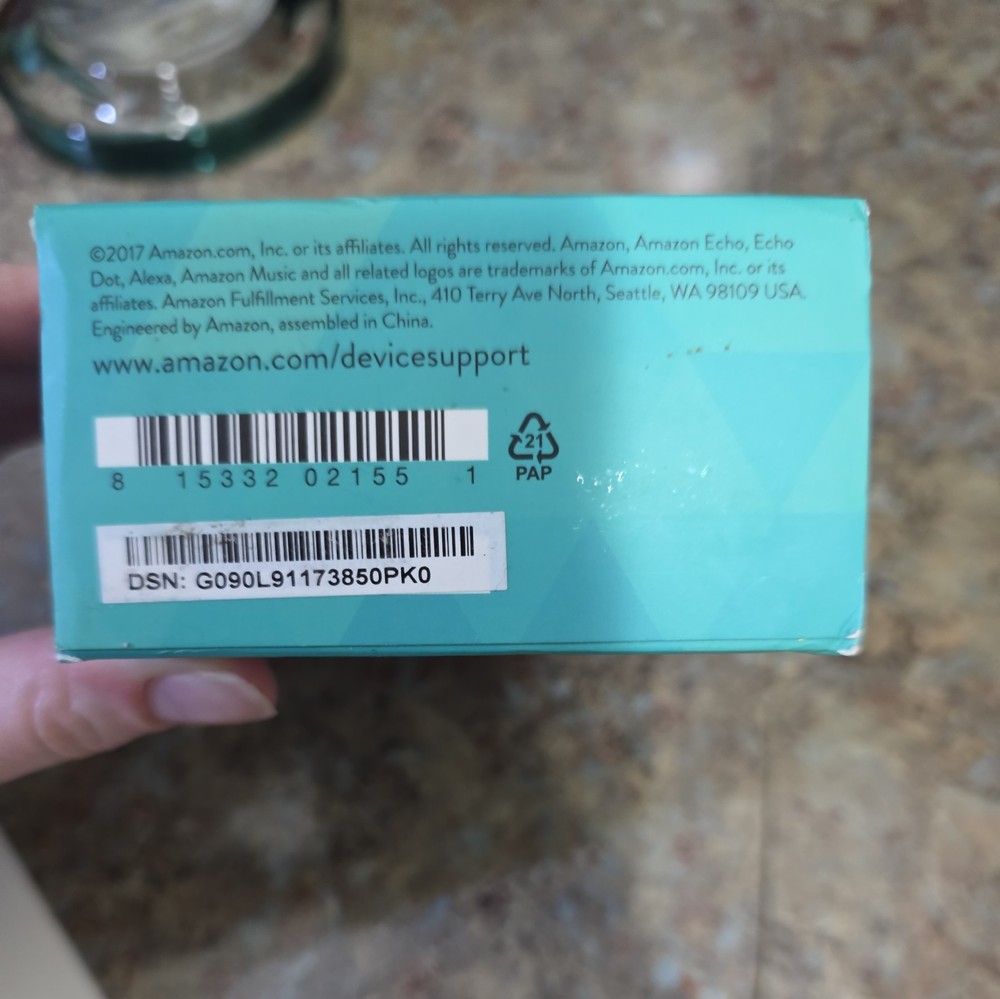 ©2017 Amazon.com, Inc. or its affiliates. All rights reserved. Amazon, Amazon Echo, Echo
Dot, Alexa, Amazon Music and all related logos are trademarks of Amazon.com, Inc. or its
affiliates. Amazon Fulfillment Services, Inc., 410 Terry Ave North, Seattle, WA 98109 USA.
Engineered by Amazon, assembled in China.
www.amazon.com/devicesupport
8 15332 02155 1
21
PAP
DSN: G090L91173850PK0